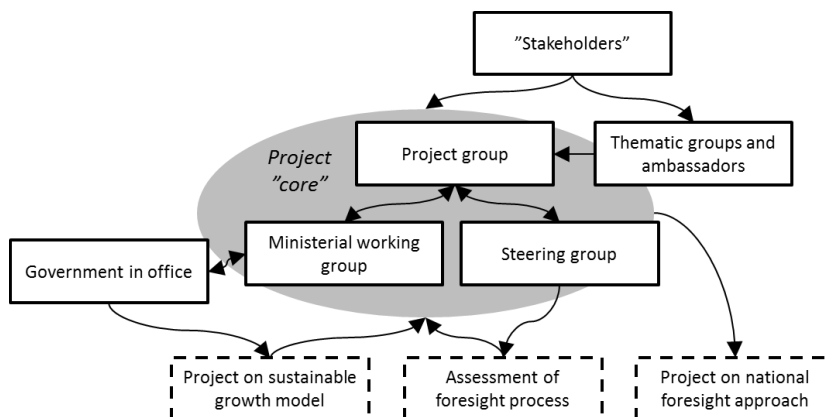 ”Stakeholders”
Project group
Thematic groups and
ambassadors
Project
”core”
Ministerial working
group
Steering group
Government in office
Project on sustainable
growth model
Assessment of
foresight process
Project on national
foresight approach